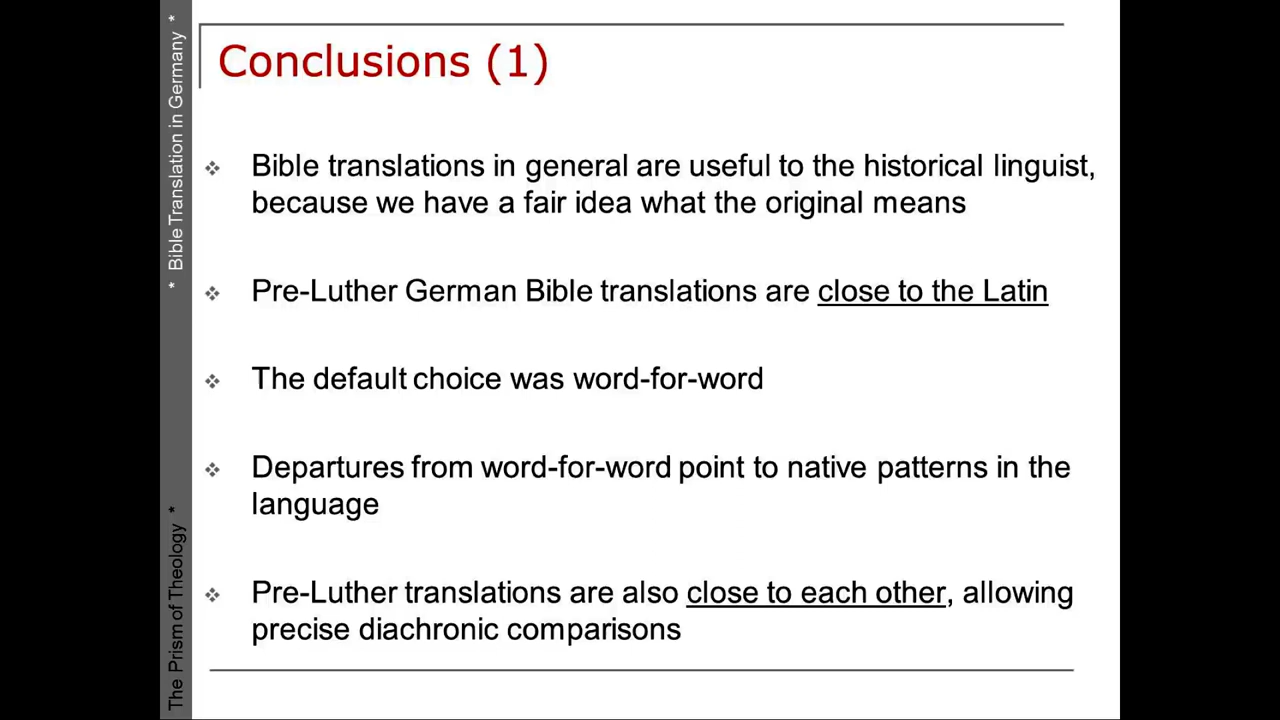 Conclusions (1)
Bible translations in general are useful to the historical linguist,
because we have a fair idea what the original means
Pre-Luther German Bible translations are close to the Latin
The default choice was word-for-word
Departures from word-for-word point to native patterns in the
language
Pre-Luther translations are also close to each other, allowing
precise diachronic comparisons
The Prism of Theology *
* Bible Translation in Germany *